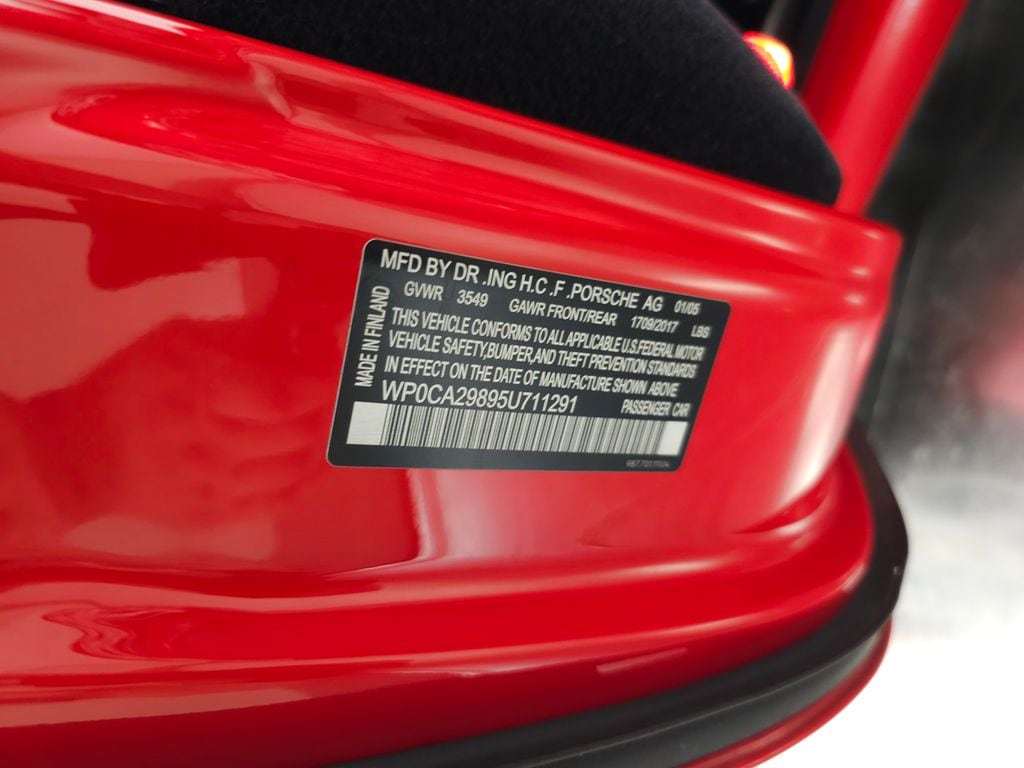 MFD BY DR .ING H.C .F .PORSCHE AG 01/05
GVWR 3549 GAWR FRONT/REAR 1709/2017 LBS
MADE IN FINLAND
THIS VEHICLE CONFORMS TO ALL APPLICABLE U.S.FEDERAL MOTOR
VEHICLE SAFETY,BUMPER,AND THEFT PREVENTION STANDARDS
IN EFFECT ON THE DATE OF MANUFACTURE SHOWN ABOVE
WP0CA29895U711291 PASSENGER CAR